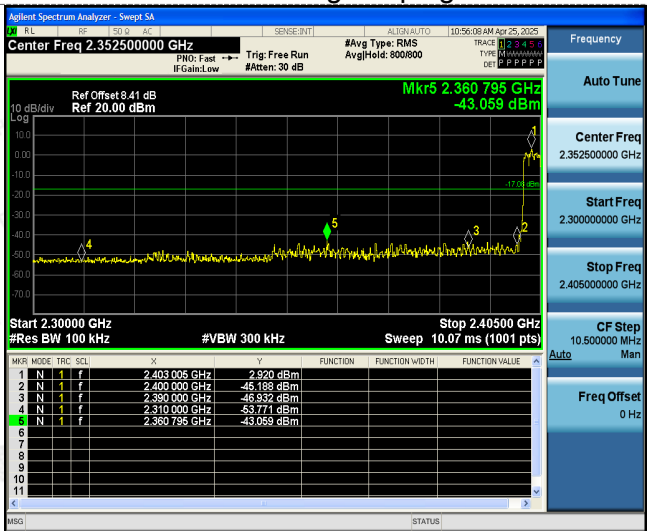 Agilent Spectrum Analyzer - Swept SA
RL RF 50 Ω AC SENSE:INT ALIGN AUTO 10:56:08 AM Apr 25, 2025
Center Freq 2.352500000 GHz
PNO: Fast
IFGain:Low
Trig: Free Run
#Atten: 30 dB
#Avg Type: RMS
Avg|Hold: 800/800
TRACE 1 2 3 4 5 6
TYPE M
DET P P P P P P
Frequency
Ref Offset 8.41 dB
10 dB/div Ref 20.00 dBm
Log
Mkr5 2.360 795 GHz
-43.059 dBm
10.0
0.00
-10.0
-20.0
-30.0
-40.0
-50.0
-60.0
-70.0
-17.08 dBm
1
2
3
4
5
Start 2.30000 GHz
Stop 2.40500 GHz
#Res BW 100 kHz #VBW 300 kHz Sweep 10.07 ms (1001 pts)
MKR MODE TRC SCL X Y FUNCTION FUNCTION WIDTH FUNCTION VALUE
1 N 1 f 2.403 005 GHz 2.920 dBm
2 N 1 f 2.400 000 GHz -45.188 dBm
3 N 1 f 2.390 000 GHz -46.932 dBm
4 N 1 f 2.310 000 GHz -53.771 dBm
5 N 1 f 2.360 795 GHz -43.059 dBm
6
7
8
9
10
11
MSG STATUS
Auto Tune
Center Freq
2.352500000 GHz
Start Freq
2.300000000 GHz
Stop Freq
2.405000000 GHz
CF Step
10.500000 MHz
Auto Man
Freq Offset
0 Hz